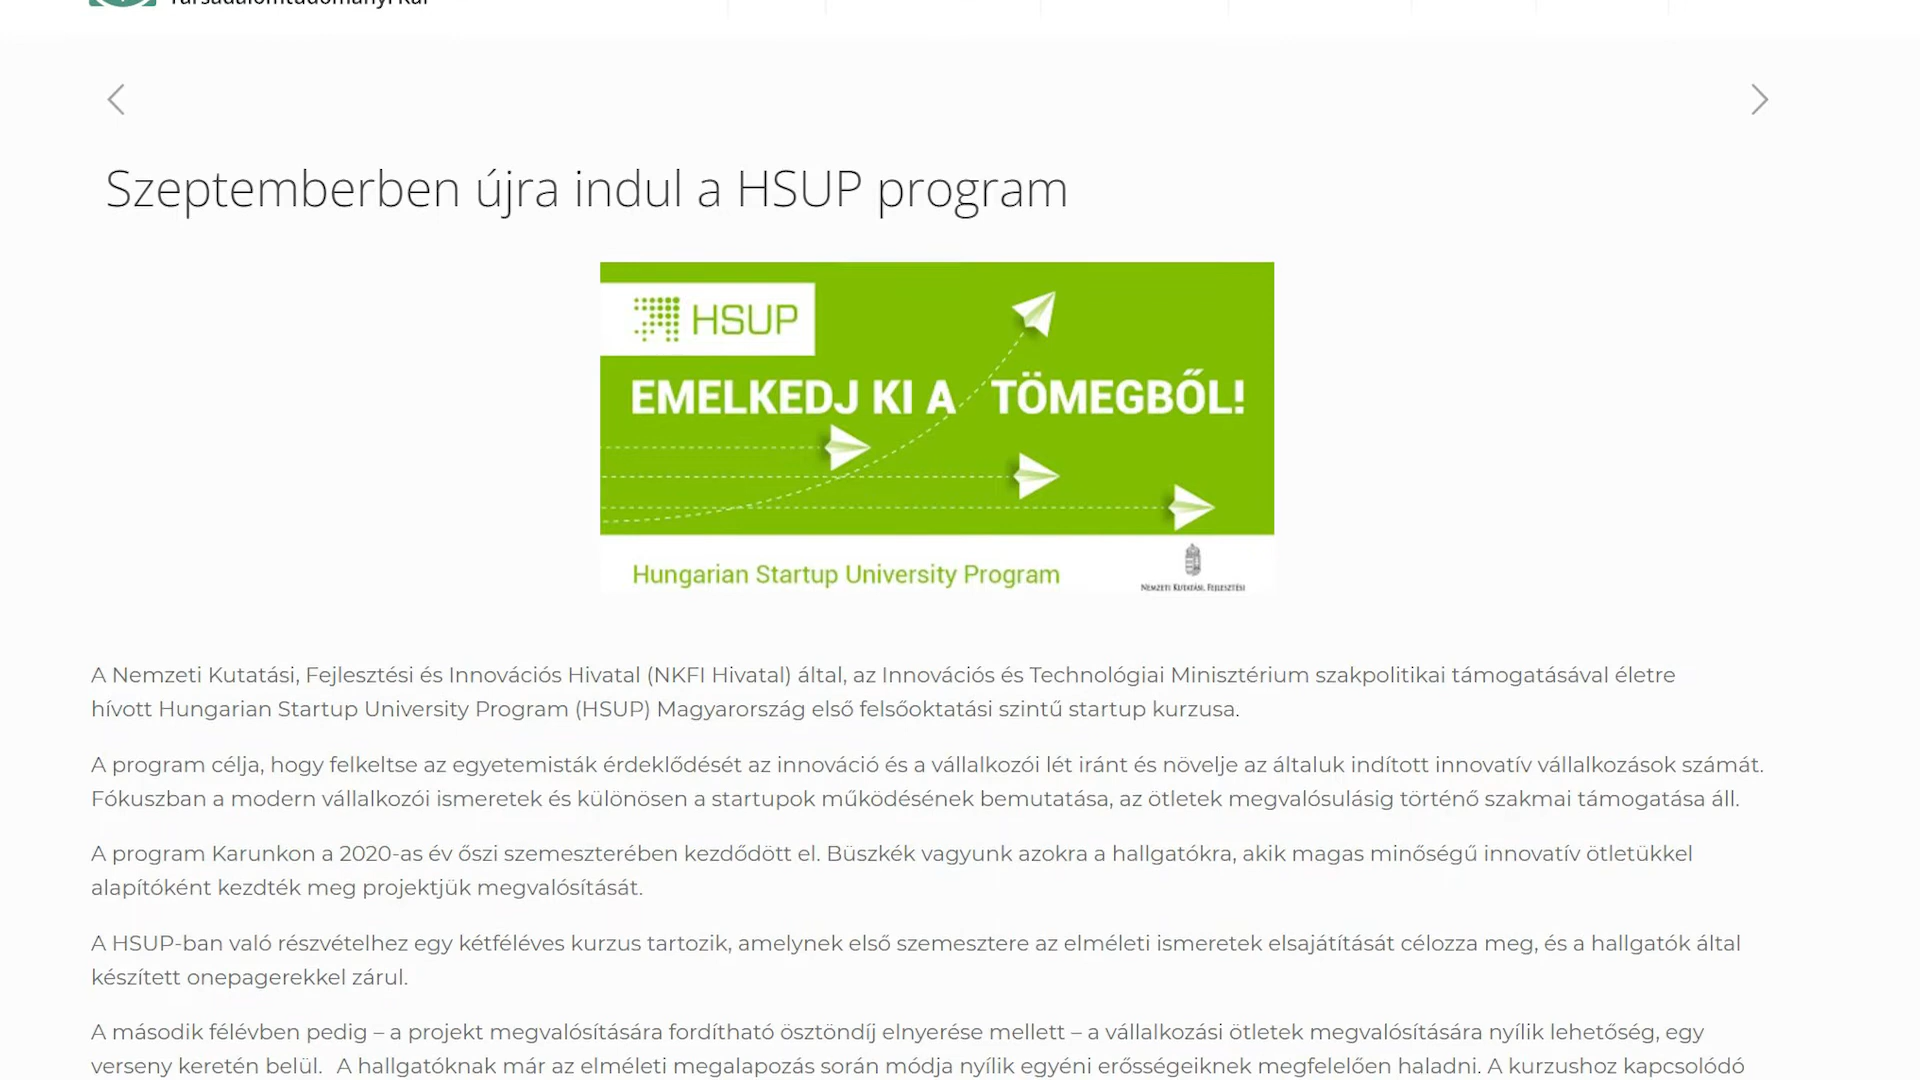 Társadalomtudományi Kar
Szeptemberben újra indul a HSUP program
HSUP
EMELKEDJ KI A TÖMEGBŐL!
Hungarian Startup University Program
Nemzeti Kutatási, Fejlesztési
A Nemzeti Kutatási, Fejlesztési és Innovációs Hivatal (NKFI Hivatal) által, az Innovációs és Technológiai Minisztérium szakpolitikai támogatásával életre
hívott Hungarian Startup University Program (HSUP) Magyarország első felsőoktatási szintű startup kurzusa.
A program célja, hogy felkeltse az egyetemisták érdeklődését az innováció és a vállalkozói lét iránt és növelje az általuk indított innovatív vállalkozások számát.
Fókuszban a modern vállalkozói ismeretek és különösen a startupok működésének bemutatása, az ötletek megvalósulásig történő szakmai támogatása áll.
A program Karunkon a 2020-as év őszi szemeszterében kezdődött el. Büszkék vagyunk azokra a hallgatókra, akik magas minőségű innovatív ötletükkel
alapítóként kezdték meg projektjük megvalósítását.
A HSUP-ban való részvételhez egy kétféléves kurzus tartozik, amelynek első szemesztere az elméleti ismeretek elsajátítását célozza meg, és a hallgatók által
készített onepagerekkel zárul.
A második félévben pedig – a projekt megvalósítására fordítható ösztöndíj elnyerése mellett – a vállalkozási ötletek megvalósítására nyílik lehetőség, egy
verseny keretén belül. A hallgatóknak már az elméleti megalapozás során módja nyílik egyéni erősségeiknek megfelelően haladni. A kurzushoz kapcsolódó